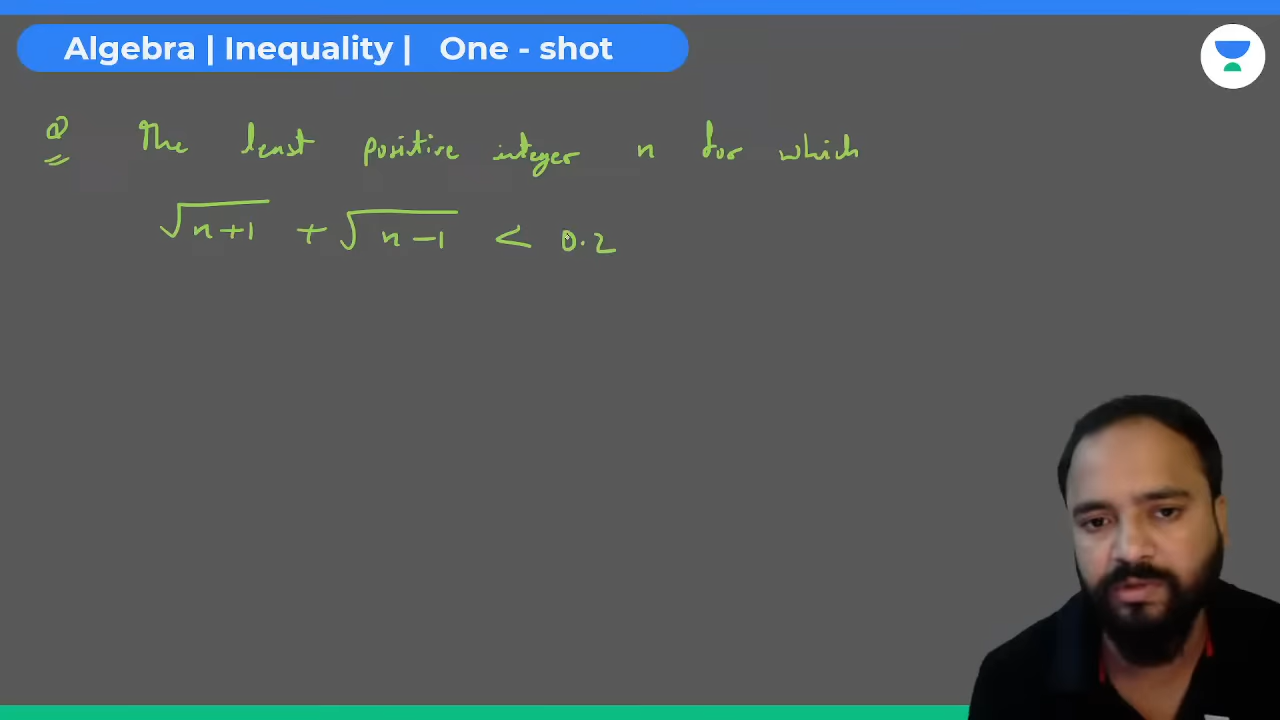 Algebra | Inequality | One - shot
Q The least positive integer n for which
√n+1 + √n-1 < 0.2